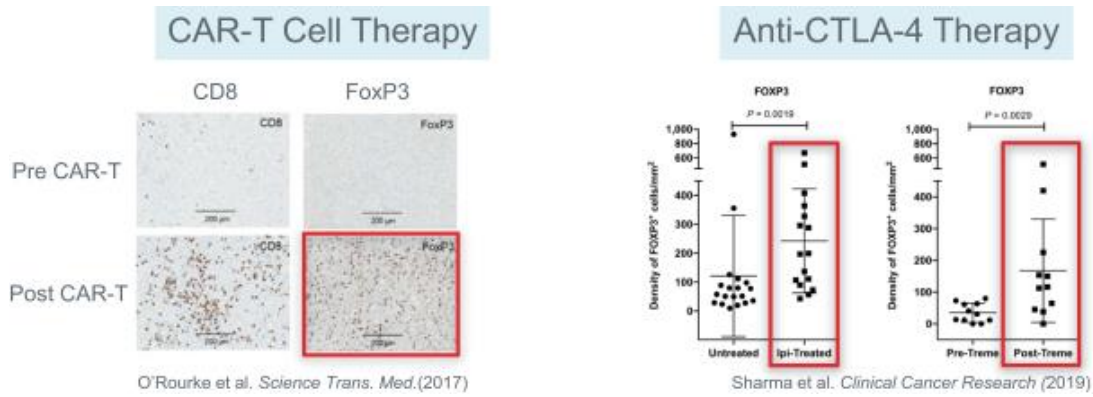 CAR-T Cell Therapy
CD8
FoxP3
Pre CAR-T
CD8
200 µm
FoxP3
200 µm
Post CAR-T
CD8
200 µm
FoxP3
200 µm
O'Rourke et al. Science Trans. Med.(2017)
Anti-CTLA-4 Therapy
FOXP3
P = 0.0019
Density of FOXP3+ cells/mm2
1,000
800
600
400
300
200
100
0
Untreated
Ipi-Treated
FOXP3
P = 0.0029
Density of FOXP3+ cells/mm2
1,000
800
600
400
300
200
100
0
Pre-Treme
Post-Treme
Sharma et al. Clinical Cancer Research (2019)